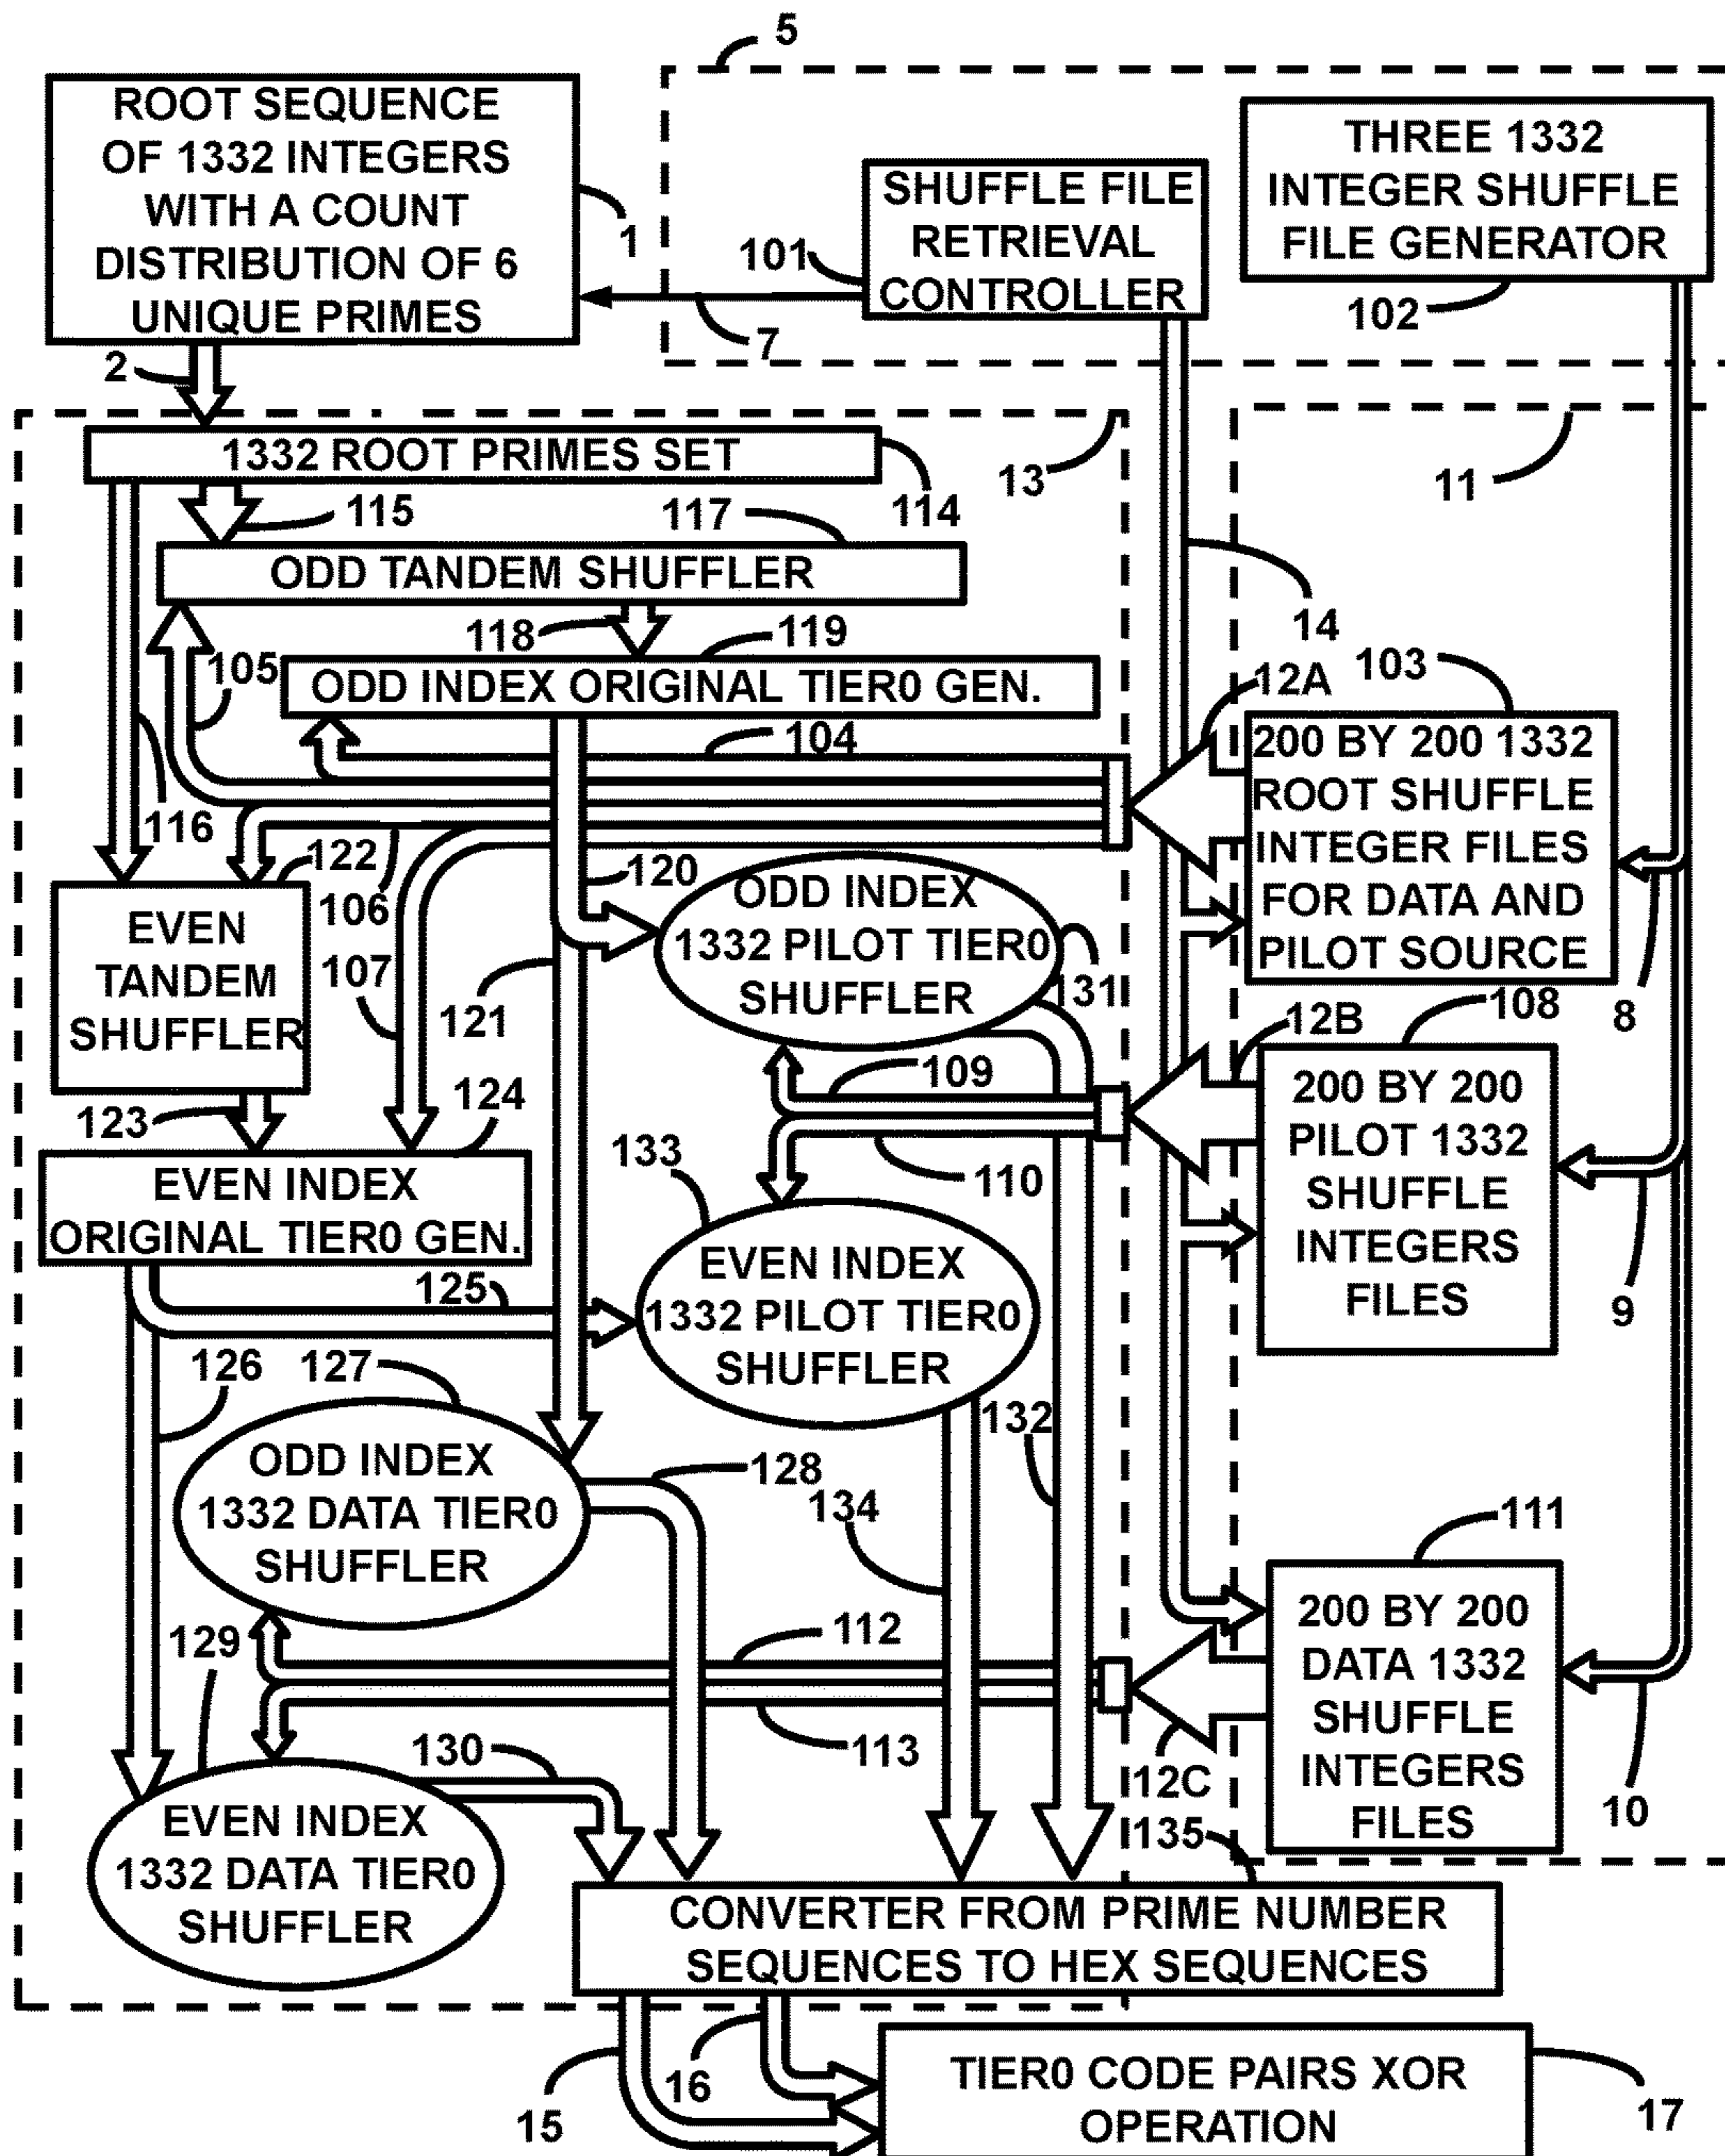 5
ROOT SEQUENCE
OF 1332 INTEGERS
WITH A COUNT
DISTRIBUTION OF 6
UNIQUE PRIMES
1
SHUFFLE FILE
RETRIEVAL
CONTROLLER
101
7
THREE 1332
INTEGER SHUFFLE
FILE GENERATOR
102
2
1332 ROOT PRIMES SET
114
13
11
115
117
ODD TANDEM SHUFFLER
14
118
119
105
ODD INDEX ORIGINAL TIER0 GEN.
12A
103
104
200 BY 200 1332
ROOT SHUFFLE
INTEGER FILES
FOR DATA AND
PILOT SOURCE
8
116
122
106
120
EVEN
TANDEM
SHUFFLER
107
121
ODD INDEX
1332 PILOT TIER0
SHUFFLER
131
12B
108
109
200 BY 200
PILOT 1332
SHUFFLE
INTEGERS
FILES
9
123
124
133
110
EVEN INDEX
ORIGINAL TIER0 GEN.
125
EVEN INDEX
1332 PILOT TIER0
SHUFFLER
126
127
132
ODD INDEX
1332 DATA TIER0
SHUFFLER
128
134
111
200 BY 200
DATA 1332
SHUFFLE
INTEGERS
FILES
10
129
112
130
113
12C
135
EVEN INDEX
1332 DATA TIER0
SHUFFLER
CONVERTER FROM PRIME NUMBER
SEQUENCES TO HEX SEQUENCES
15
16
TIER0 CODE PAIRS XOR
OPERATION
17